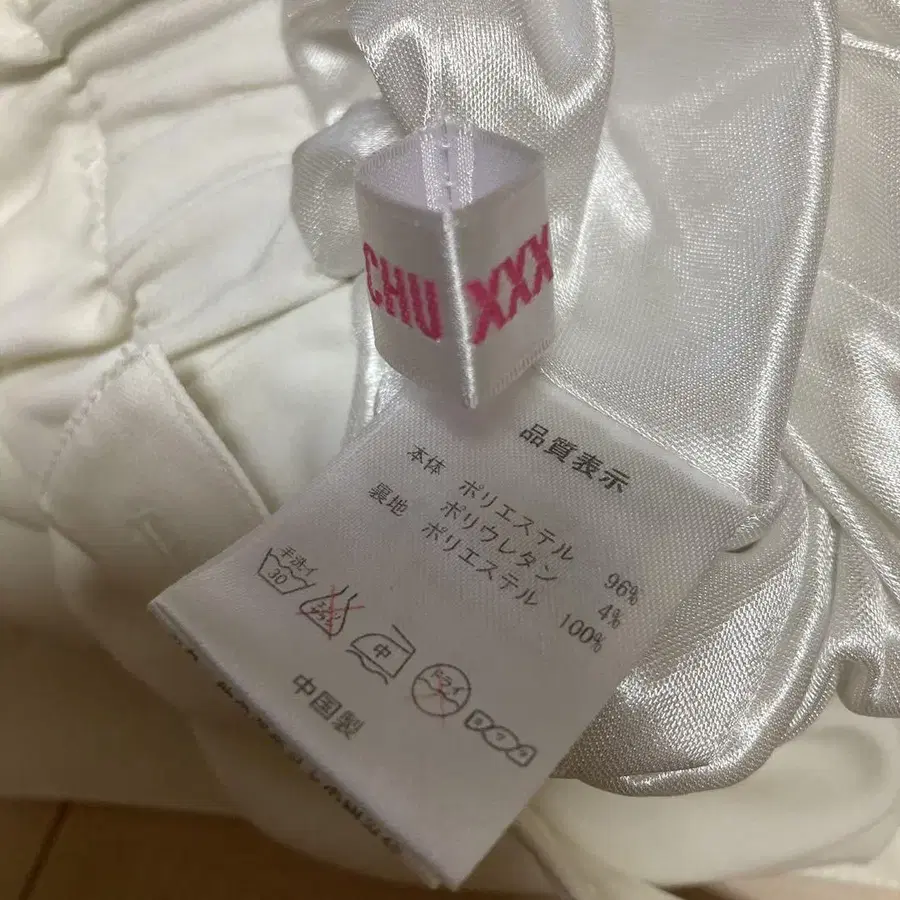 CHU XXX
品質表示
本体 ポリエステル 96%
ポリウレタン 4%
裏地 ポリエステル 100%
手洗イ
30
中
ドライ
中国製